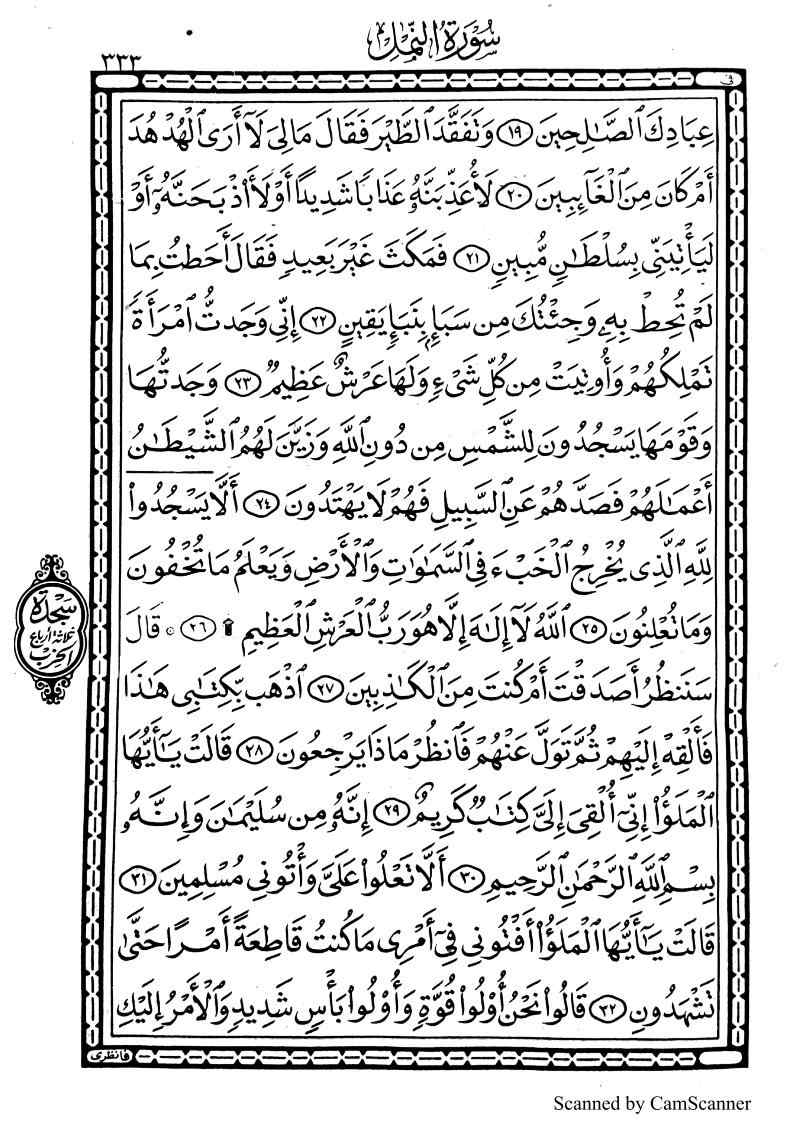 سُورَةُ النَّمْلِ
٣٣٣
فى
عِبَادِكَ ٱلصَّـٰلِحِينَ ١٩ وَتَفَقَّدَ ٱلطَّيْرَ فَقَالَ مَالِىَ لَآ أَرَى ٱلْهُدْهُدَ
أَمْ كَانَ مِنَ ٱلْغَآئِبِينَ ٢٠ لَأُعَذِّبَنَّهُۥ عَذَابًا شَدِيدًا أَوْ لَأَا۟ذْبَحَنَّهُۥٓ أَوْ
لَيَأْتِيَنِّى بِسُلْطَـٰنٍ مُّبِينٍ ٢١ فَمَكَثَ غَيْرَ بَعِيدٍ فَقَالَ أَحَطتُ بِمَا
لَمْ تُحِطْ بِهِۦ وَجِئْتُكَ مِن سَبَإٍۭ بِنَبَإٍ يَقِينٍ ٢٢ إِنِّى وَجَدتُّ ٱمْرَأَةً
تَمْلِكُهُمْ وَأُوتِيَتْ مِن كُلِّ شَىْءٍ وَلَهَا عَرْشٌ عَظِيمٌ ٢٣ وَجَدتُّهَا
وَقَوْمَهَا يَسْجُدُونَ لِلشَّمْسِ مِن دُونِ ٱللَّهِ وَزَيَّنَ لَهُمُ ٱلشَّيْطَـٰنُ
أَعْمَـٰلَهُمْ فَصَدَّهُمْ عَنِ ٱلسَّبِيلِ فَهُمْ لَا يَهْتَدُونَ ٢٤ أَلَّا يَسْجُدُوا۟
لِلَّهِ ٱلَّذِى يُخْرِجُ ٱلْخَبْءَ فِى ٱلسَّمَـٰوَٰتِ وَٱلْأَرْضِ وَيَعْلَمُ مَا تُخْفُونَ
وَمَا تُعْلِنُونَ ٢٥ ٱللَّهُ لَآ إِلَـٰهَ إِلَّا هُوَ رَبُّ ٱلْعَرْشِ ٱلْعَظِيمِ ۩ ٢٦ ۞ قَالَ
سَنَنظُرُ أَصَدَقْتَ أَمْ كُنتَ مِنَ ٱلْكَـٰذِبِينَ ٢٧ ٱذْهَب بِّكِتَـٰبِى هَـٰذَا
فَأَلْقِهْ إِلَيْهِمْ ثُمَّ تَوَلَّ عَنْهُمْ فَٱنظُرْ مَاذَا يَرْجِعُونَ ٢٨ قَالَتْ يَـٰٓأَيُّهَا
ٱلْمَلَؤُا۟ إِنِّىٓ أُلْقِىَ إِلَىَّ كِتَـٰبٌ كَرِيمٌ ٢٩ إِنَّهُۥ مِن سُلَيْمَـٰنَ وَإِنَّهُۥ
بِسْمِ ٱللَّهِ ٱلرَّحْمَـٰنِ ٱلرَّحِيمِ ٣٠ أَلَّا تَعْلُوا۟ عَلَىَّ وَأْتُونِى مُسْلِمِينَ ٣١
قَالَتْ يَـٰٓأَيُّهَا ٱلْمَلَؤُا۟ أَفْتُونِى فِىٓ أَمْرِى مَا كُنتُ قَاطِعَةً أَمْرًا حَتَّىٰ
تَشْهَدُونِ ٣٢ قَالُوا۟ نَحْنُ أُو۟لُوا۟ قُوَّةٍ وَأُو۟لُوا۟ بَأْسٍ شَدِيدٍ وَٱلْأَمْرُ إِلَيْكِ
سجدة
ثلاثة أرباع
الحزب
فانظرى
Scanned by CamScanner